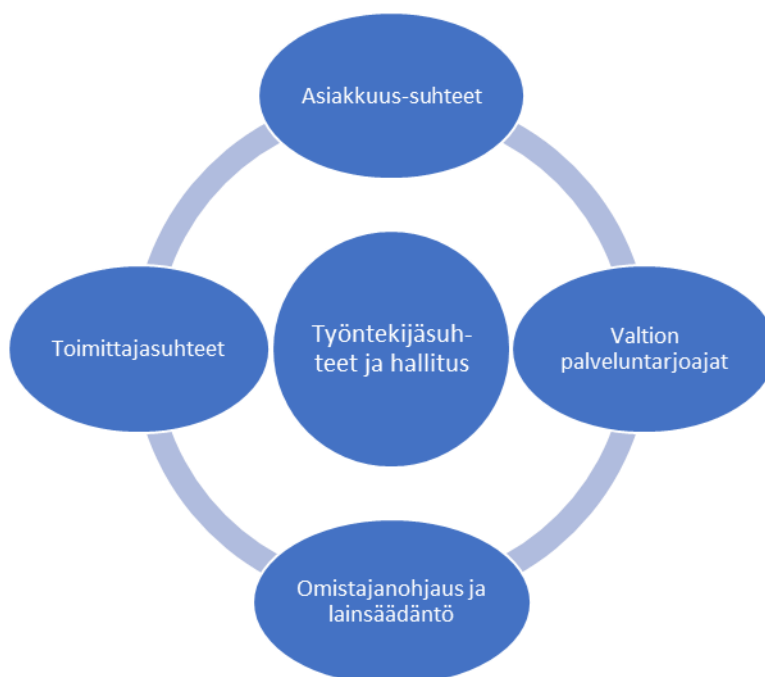 Asiakkuus-suhteet
Toimittajasuhteet
Työntekijäsuh-
teet ja hallitus
Valtion
palveluntarjoajat
Omistajanohjaus ja
lainsäädäntö